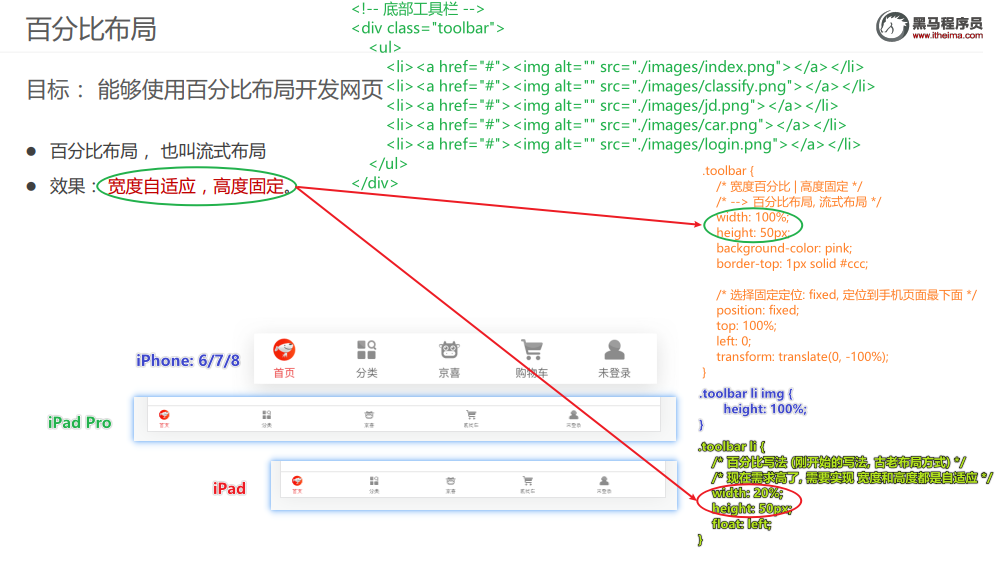 百分比布局
黑马程序员
www.itheima.com
目标： 能够使用百分比布局开发网页
● 百分比布局，也叫流式布局
● 效果：宽度自适应，高度固定。
<!-- 底部工具栏 -->
<div class="toolbar">
<ul>
<li><a href="#"><img alt="" src="./images/index.png"></a></li>
<li><a href="#"><img alt="" src="./images/classify.png"></a></li>
<li><a href="#"><img alt="" src="./images/jd.png"></a></li>
<li><a href="#"><img alt="" src="./images/car.png"></a></li>
<li><a href="#"><img alt="" src="./images/login.png"></a></li>
</ul>
</div>
.toolbar {
/* 宽度百分比 | 高度固定 */
/* --> 百分比布局, 流式布局 */
width: 100%;
height: 50px;
background-color: pink;
border-top: 1px solid #ccc;
/* 选择固定定位: fixed, 定位到手机页面最下面 */
position: fixed;
top: 100%;
left: 0;
transform: translate(0, -100%);
}
.toolbar li img {
height: 100%;
}
.toolbar li {
/* 百分比写法 (刚开始的写法, 古老布局方式) */
/* 现在需求高了, 需要实现 宽度和高度都是自适应 */
width: 20%;
height: 50px;
float: left;
}
iPhone: 6/7/8
首页 分类 京喜 购物车 未登录
iPad Pro
首页 分类 京喜 购物车 未登录
iPad
首页 分类 京喜 购物车 未登录